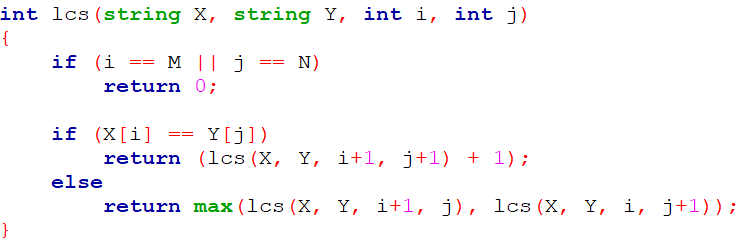 int lcs(string X, string Y, int i, int j)
{
    if (i == M || j == N)
        return 0;

    if (X[i] == Y[j])
        return (lcs(X, Y, i+1, j+1) + 1);
    else
        return max(lcs(X, Y, i+1, j), lcs(X, Y, i, j+1));
}